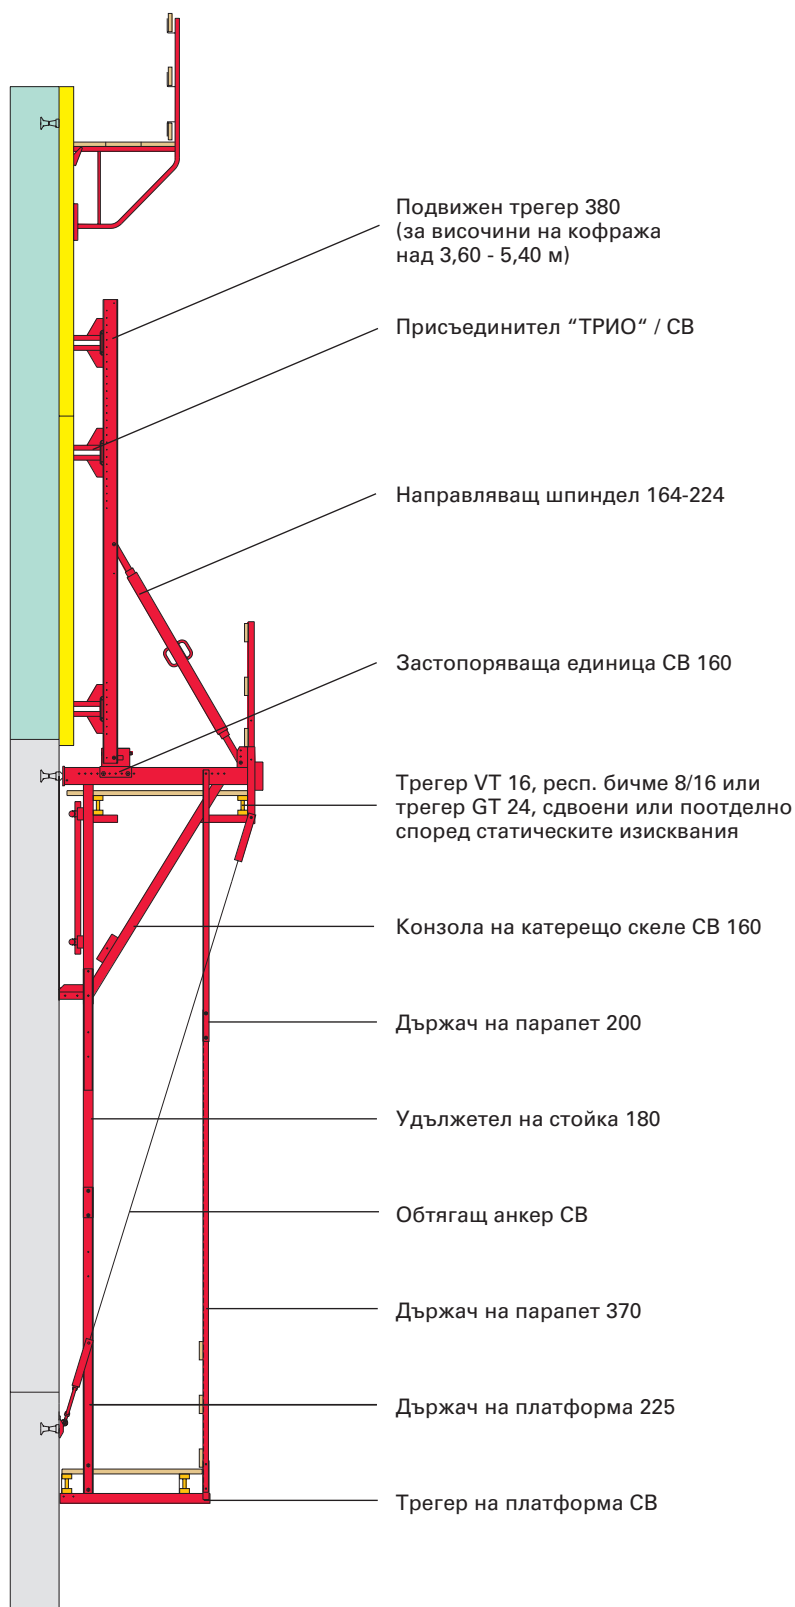 Подвижен трегер 380
(за височини на кофража
над 3,60 - 5,40 м)
Присъединител “ТРИО“ / СВ
Направляващ шпиндел 164-224
Застопоряваща единица СВ 160
Трегер VT 16, респ. бичме 8/16 или
трегер GT 24, сдвоени или поотделно
според статическите изисквания
Конзола на катерещо скеле СВ 160
Държач на парапет 200
Удължетел на стойка 180
Обтягащ анкер СВ
Държач на парапет 370
Държач на платформа 225
Трегер на платформа СВ